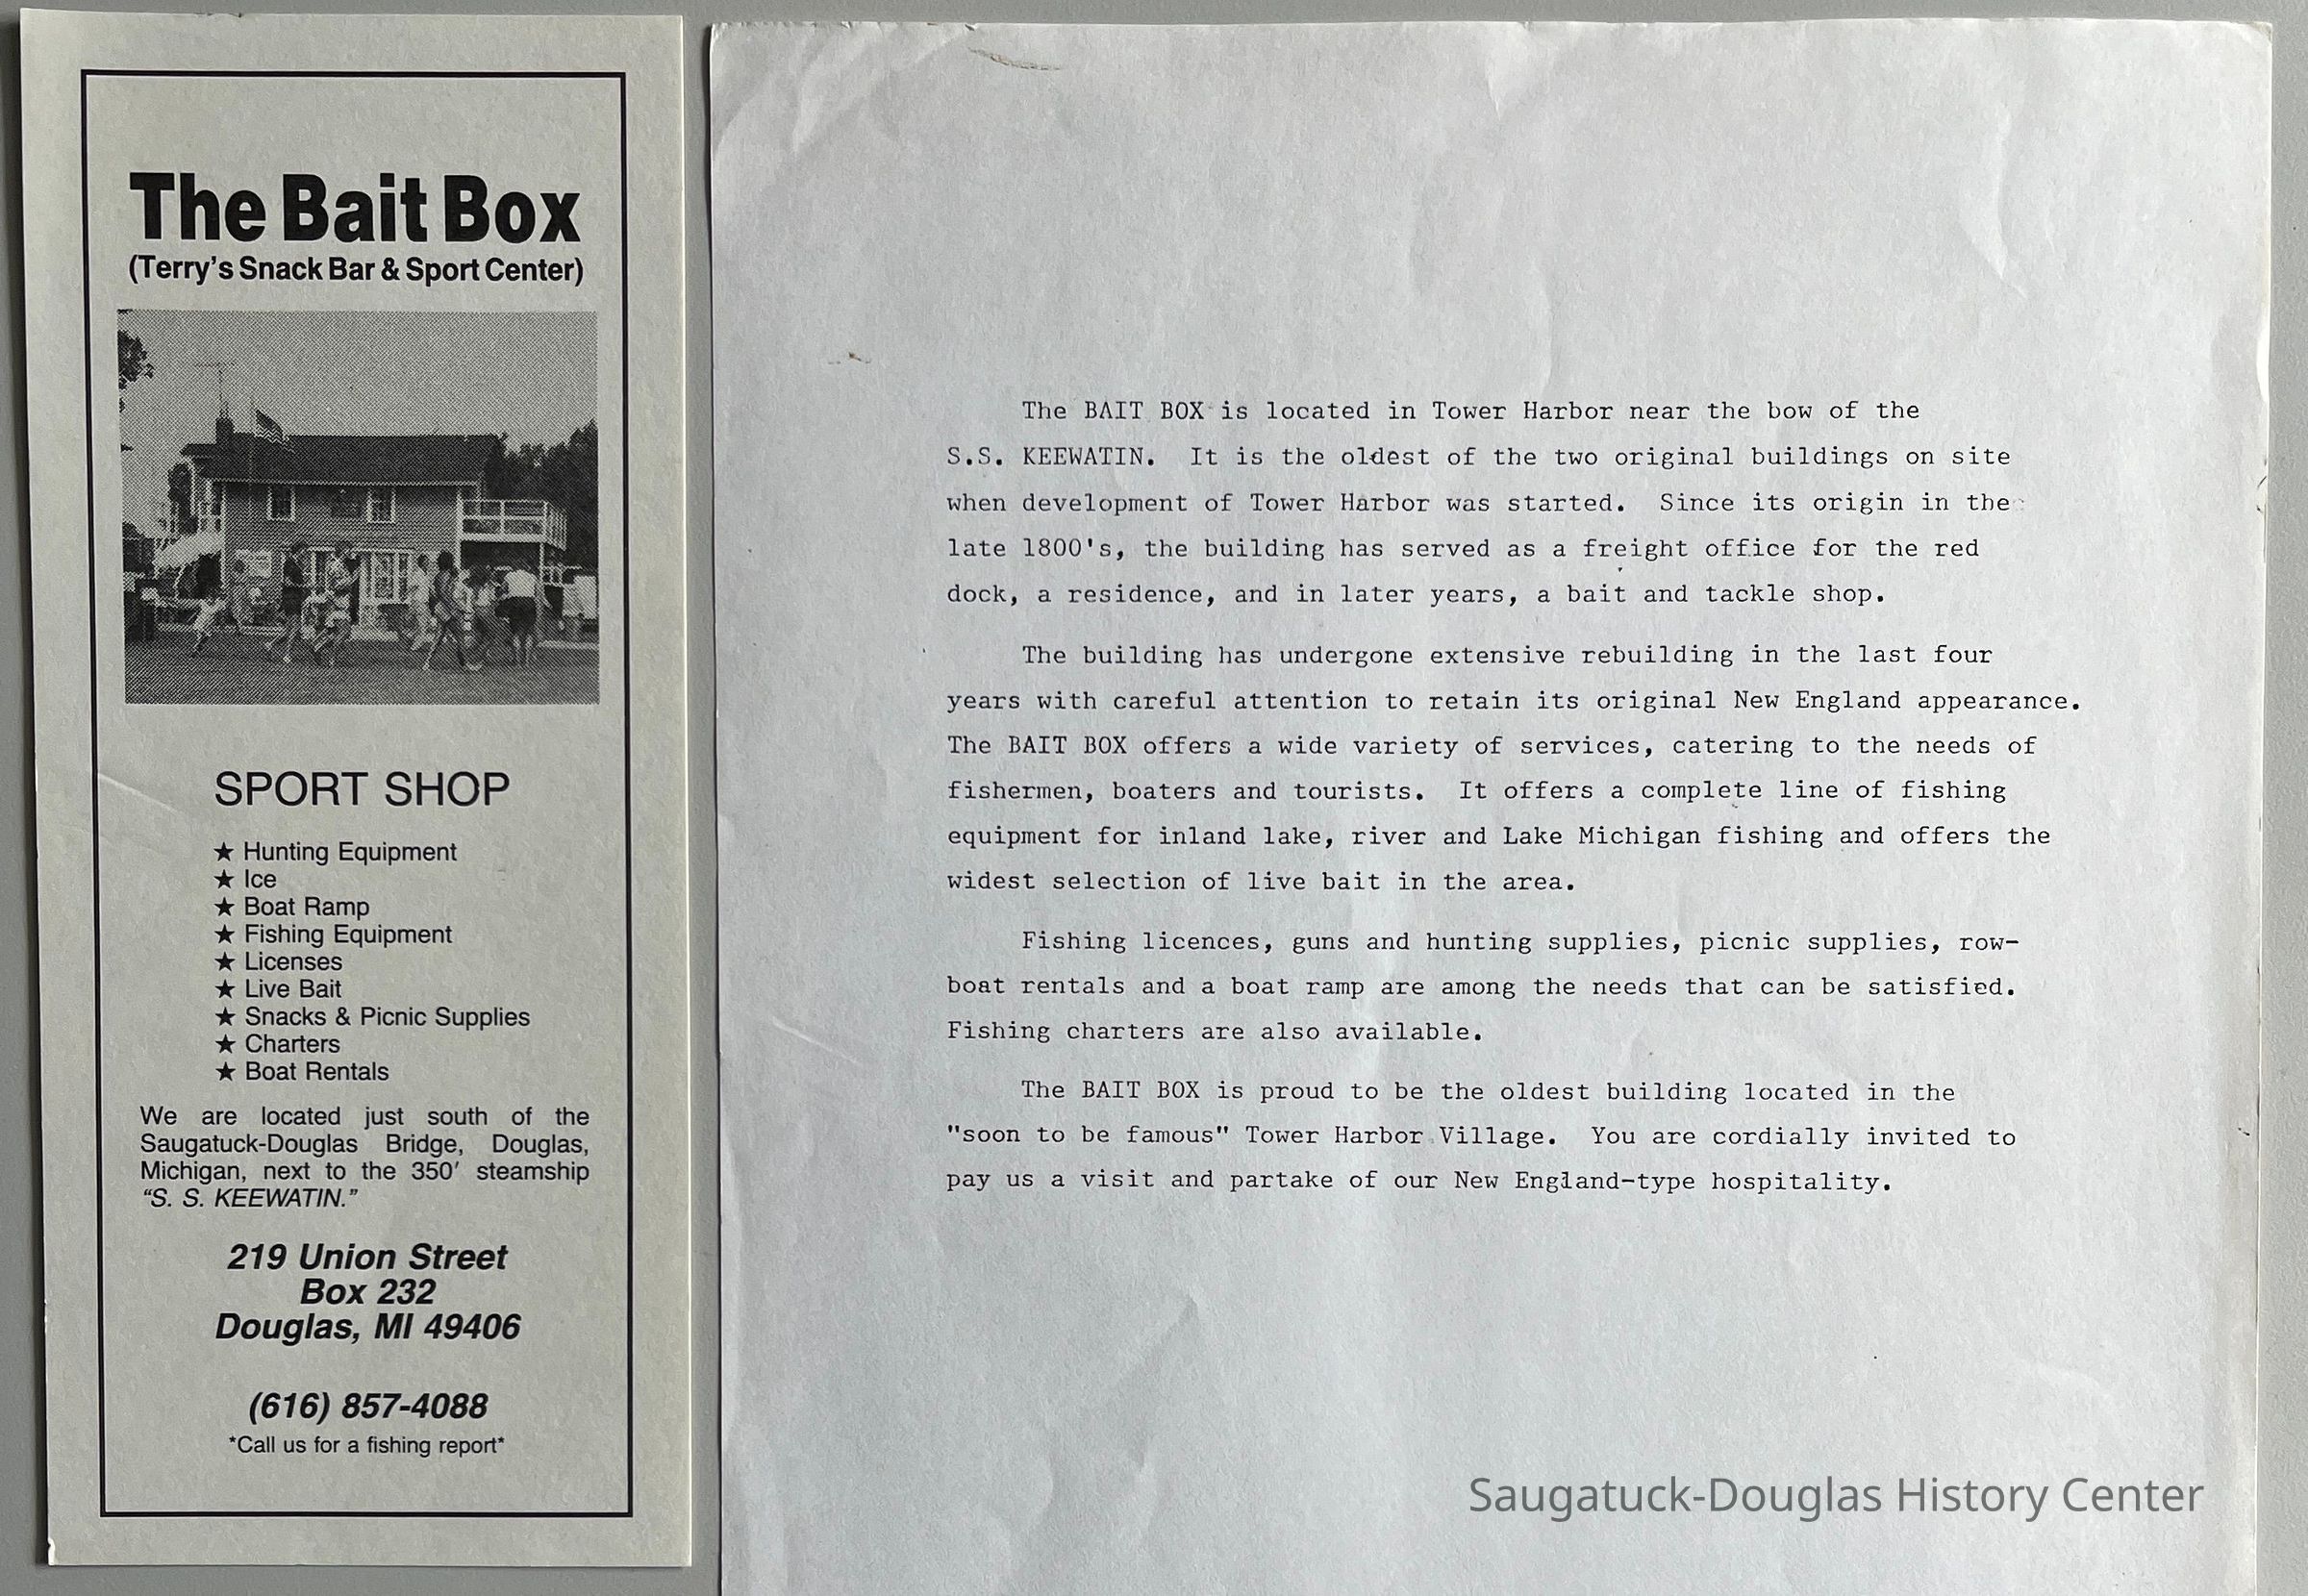 The Bait Box
(Terry's Snack Bar & Sport Center)
SPORT SHOP
★ Hunting Equipment
★ Ice
★ Boat Ramp
★ Fishing Equipment
★ Licenses
★ Live Bait
★ Snacks & Picnic Supplies
★ Charters
★ Boat Rentals
We are located just south of the
Saugatuck-Douglas Bridge, Douglas,
Michigan, next to the 350′ steamship
“S. S. KEEWATIN.”
219 Union Street
Box 232
Douglas, MI 49406
(616) 857-4088
*Call us for a fishing report*
The BAIT BOX is located in Tower Harbor near the bow of the
S.S. KEEWATIN. It is the oldest of the two original buildings on site
when development of Tower Harbor was started. Since its origin in the
late 1800's, the building has served as a freight office for the red
dock, a residence, and in later years, a bait and tackle shop.
The building has undergone extensive rebuilding in the last four
years with careful attention to retain its original New England appearance.
The BAIT BOX offers a wide variety of services, catering to the needs of
fishermen, boaters and tourists. It offers a complete line of fishing
equipment for inland lake, river and Lake Michigan fishing and offers the
widest selection of live bait in the area.
Fishing licences, guns and hunting supplies, picnic supplies, row-
boat rentals and a boat ramp are among the needs that can be satisfied.
Fishing charters are also available.
The BAIT BOX is proud to be the oldest building located in the
"soon to be famous" Tower Harbor Village. You are cordially invited to
pay us a visit and partake of our New England-type hospitality.
Saugatuck-Douglas History Center